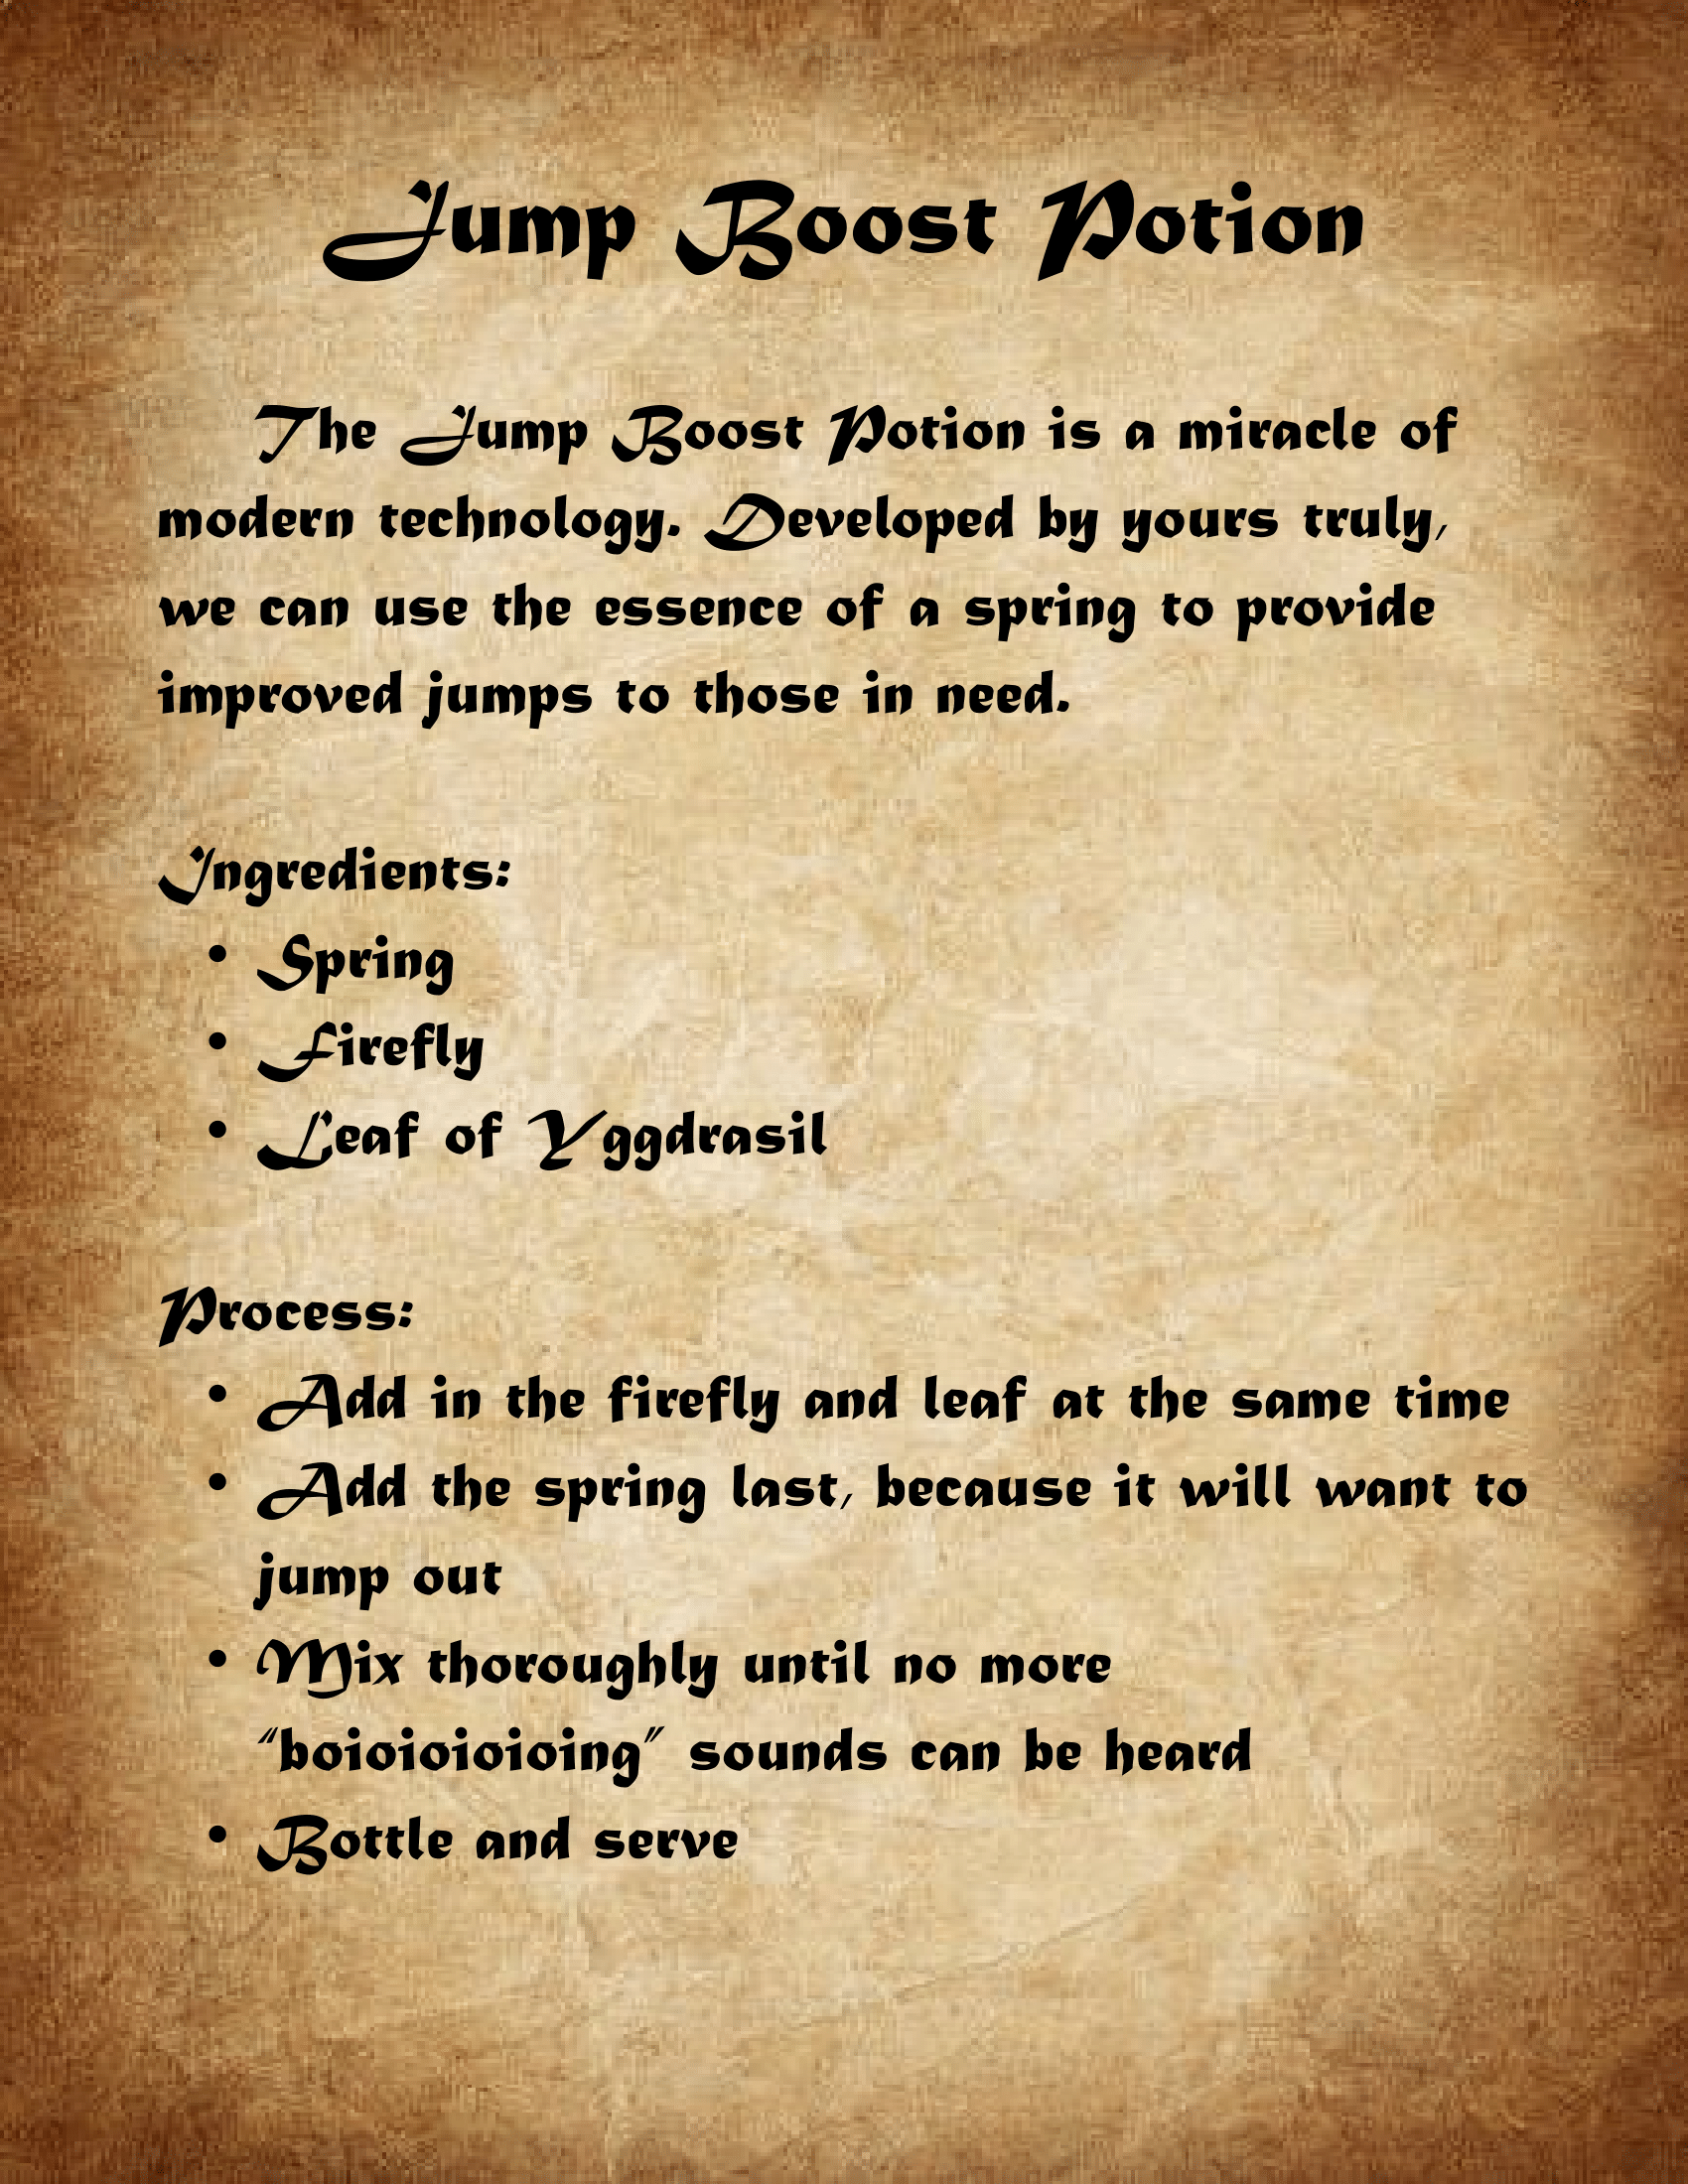 Jump Boost Potion
The Jump Boost Potion is a miracle of
modern technology. Developed by yours truly,
we can use the essence of a spring to provide
improved jumps to those in need.
Ingredients:
• Spring
• Firefly
• Leaf of Yggdrasil
Process:
• Add in the firefly and leaf at the same time
• Add the spring last, because it will want to
jump out
• Mix thoroughly until no more
“boioioioioing” sounds can be heard
• Bottle and serve